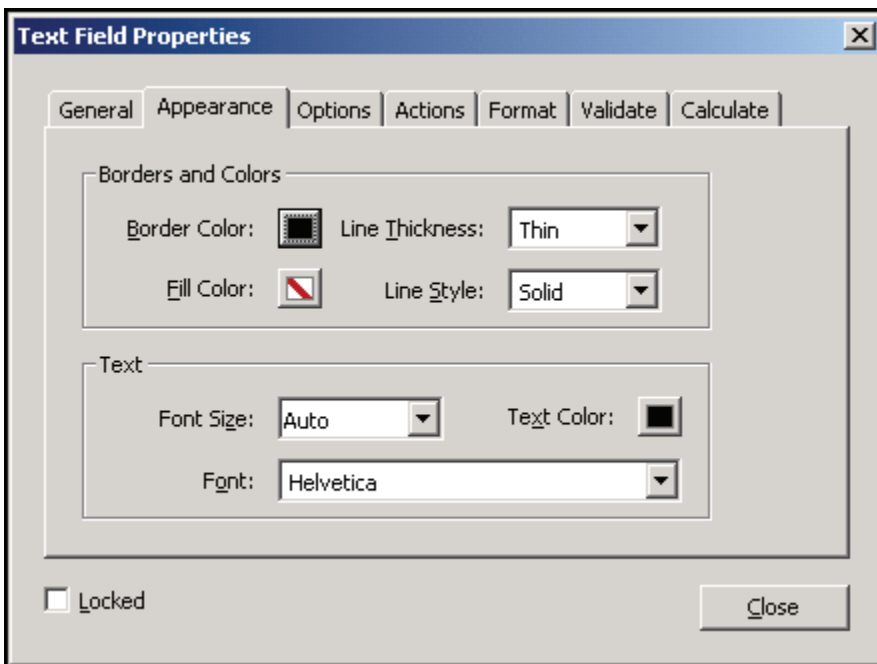 Text Field Properties
General Appearance Options Actions Format Validate Calculate
Borders and Colors
Border Color: Line Thickness: Thin
Fill Color: Line Style: Solid
Text
Font Size: Auto Text Color:
Font: Helvetica
Locked Close